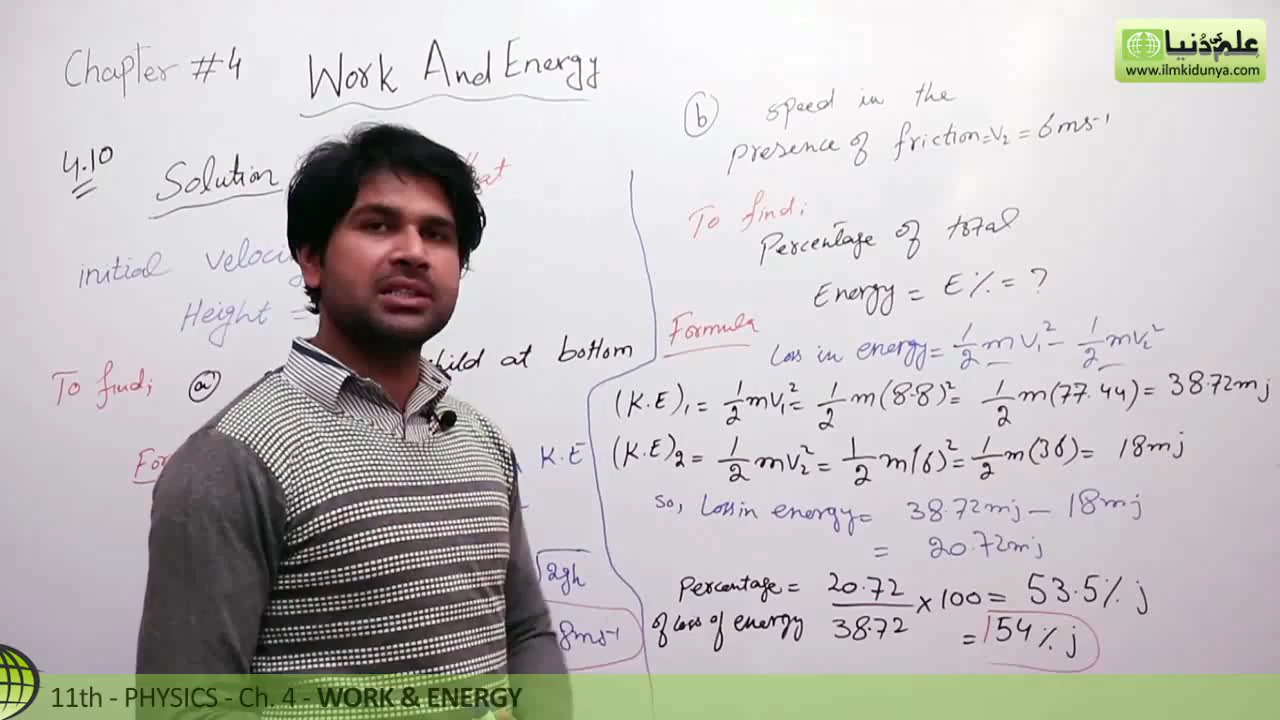 Chapter #4 Work And Energy
4.10
Solution
initial
Height =
To find; (a)
child at bottom
K.E
√2gh
8ms⁻¹
(b) speed in the
presence of friction=V₂ = 6ms⁻¹
To find;
Percentage of total
Energy = E% = ?
Formula
Loss in energy = 1/2 mV₁² - 1/2 mV₂²
(K.E)₁ = 1/2 mV₁² = 1/2 m(8.8)² = 1/2 m(77.44) = 38.72mj
(K.E)₂ = 1/2 mV₂² = 1/2 m(6)² = 1/2 m(36) = 18mj
so, Loss in energy = 38.72mj - 18mj
= 20.72mj
Percentage = 20.72/38.72 × 100 = 53.5% j
of loss of energy
= 54% j
علم کی دُنیا
www.ilmkidunya.com
11th - PHYSICS - Ch. 4 - WORK & ENERGY